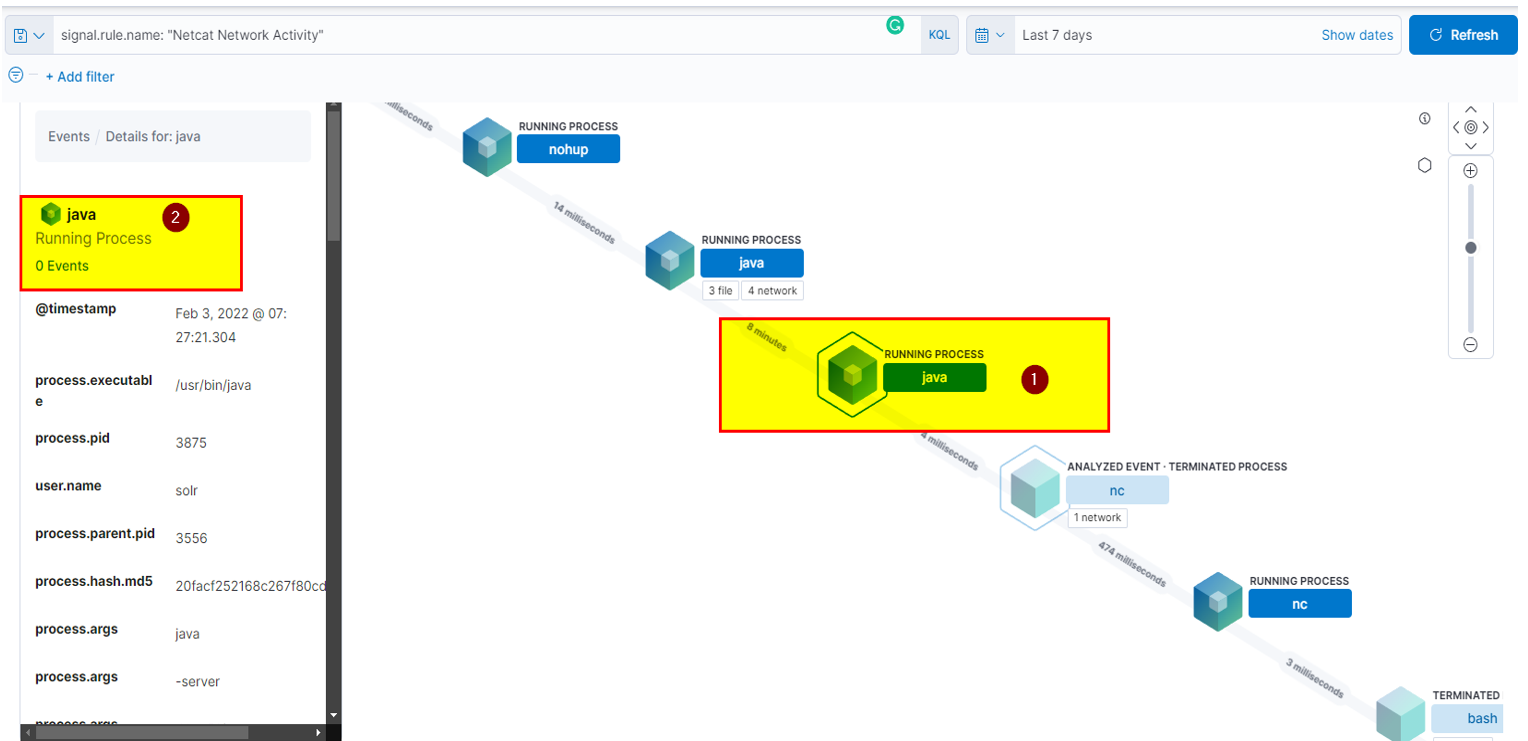 signal.rule.name: "Netcat Network Activity"
KQL
Last 7 days
Show dates
Refresh
+ Add filter
Events / Details for: java
java
2
Running Process
0 Events
@timestamp
Feb 3, 2022 @ 07:
27:21.304
process.executabl
e
/usr/bin/java
process.pid
3875
user.name
solr
process.parent.pid
3556
process.hash.md5
20facf252168c267f80cd
process.args
java
process.args
-server
process.args
milliseconds
RUNNING PROCESS
nohup
14 milliseconds
RUNNING PROCESS
java
3 file
4 network
8 minutes
RUNNING PROCESS
java
1
4 milliseconds
ANALYZED EVENT · TERMINATED PROCESS
nc
1 network
474 milliseconds
RUNNING PROCESS
nc
3 milliseconds
TERMINATED
bash